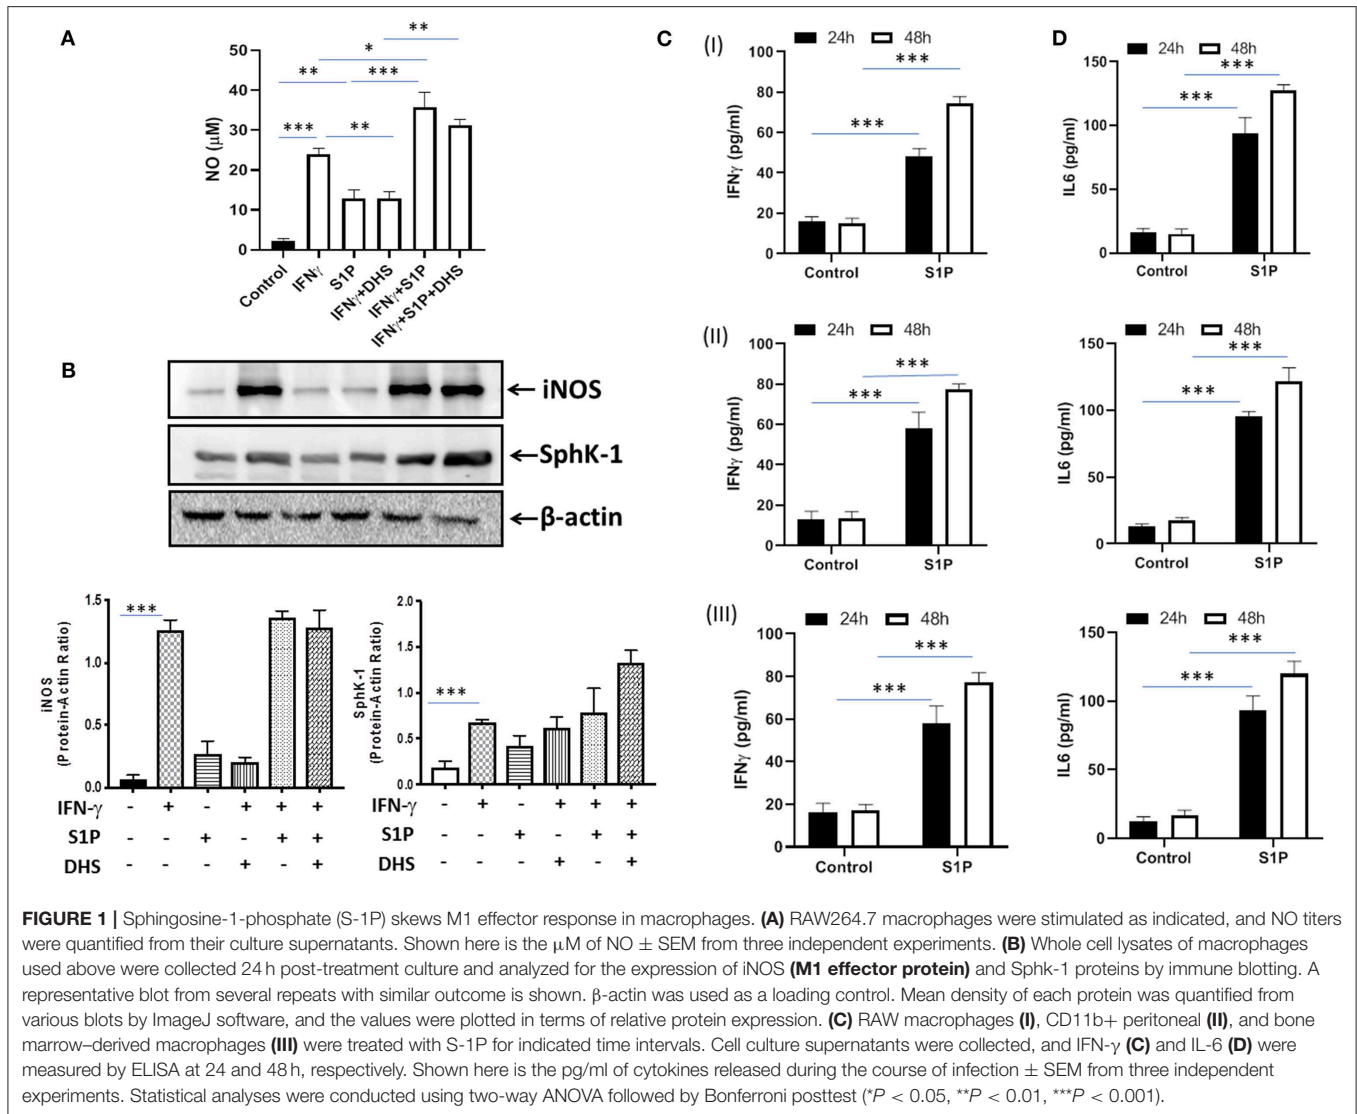 A
**
*
**
***
***
**
50
40
30
20
10
0
NO (μM)
Control
IFNγ
S1P
IFNγ+DHS
IFNγ+S1P
IFNγ+S1P+DHS
B
iNOS
SphK-1
β-actin
1.5
1.0
0.5
0.0
iNOS
(Protein-Actin Ratio)
***
IFN-γ - + - + + +
S1P - - + - + +
DHS - - - + - +
2.0
1.5
1.0
0.5
0.0
SphK-1
(Protein-Actin Ratio)
***
IFN-γ - + - + + +
S1P - - + - + +
DHS - - - + - +
C
(I)
24h 48h
100
80
60
40
20
0
IFNγ (pg/ml)
***
***
Control S1P
(II)
24h 48h
100
80
60
40
20
0
IFNγ (pg/ml)
***
***
Control S1P
(III)
24h 48h
100
80
60
40
20
0
IFNγ (pg/ml)
***
***
Control S1P
D
24h 48h
150
100
50
0
IL6 (pg/ml)
***
***
Control S1P
24h 48h
150
100
50
0
IL6 (pg/ml)
***
***
Control S1P
24h 48h
150
100
50
0
IL6 (pg/ml)
***
***
Control S1P
FIGURE 1 | Sphingosine-1-phosphate (S-1P) skews M1 effector response in macrophages. (A) RAW264.7 macrophages were stimulated as indicated, and NO titers
were quantified from their culture supernatants. Shown here is the μM of NO ± SEM from three independent experiments. (B) Whole cell lysates of macrophages
used above were collected 24 h post-treatment culture and analyzed for the expression of iNOS (M1 effector protein) and Sphk-1 proteins by immune blotting. A
representative blot from several repeats with similar outcome is shown. β-actin was used as a loading control. Mean density of each protein was quantified from
various blots by ImageJ software, and the values were plotted in terms of relative protein expression. (C) RAW macrophages (I), CD11b+ peritoneal (II), and bone
marrow–derived macrophages (III) were treated with S-1P for indicated time intervals. Cell culture supernatants were collected, and IFN-γ (C) and IL-6 (D) were
measured by ELISA at 24 and 48 h, respectively. Shown here is the pg/ml of cytokines released during the course of infection ± SEM from three independent
experiments. Statistical analyses were conducted using two-way ANOVA followed by Bonferroni posttest (*P < 0.05, **P < 0.01, ***P < 0.001).